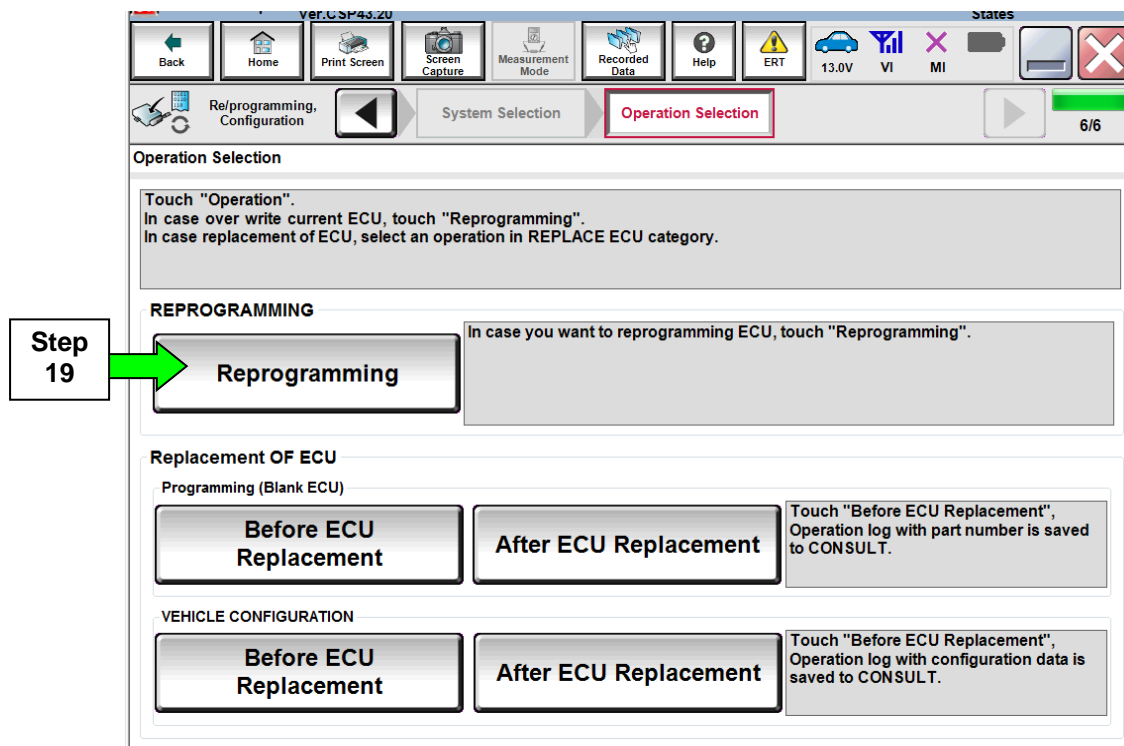 Ver.CSP43.20
States
Back
Home
Print Screen
Screen
Capture
Measurement
Mode
Recorded
Data
Help
ERT
13.0V
VI
MI
Re/programming,
Configuration
System Selection
Operation Selection
6/6
Operation Selection
Touch "Operation".
In case over write current ECU, touch "Reprogramming".
In case replacement of ECU, select an operation in REPLACE ECU category.
REPROGRAMMING
Step
19
Reprogramming
In case you want to reprogramming ECU, touch "Reprogramming".
Replacement OF ECU
Programming (Blank ECU)
Before ECU
Replacement
After ECU Replacement
Touch "Before ECU Replacement",
Operation log with part number is saved
to CONSULT.
VEHICLE CONFIGURATION
Before ECU
Replacement
After ECU Replacement
Touch "Before ECU Replacement",
Operation log with configuration data is
saved to CONSULT.